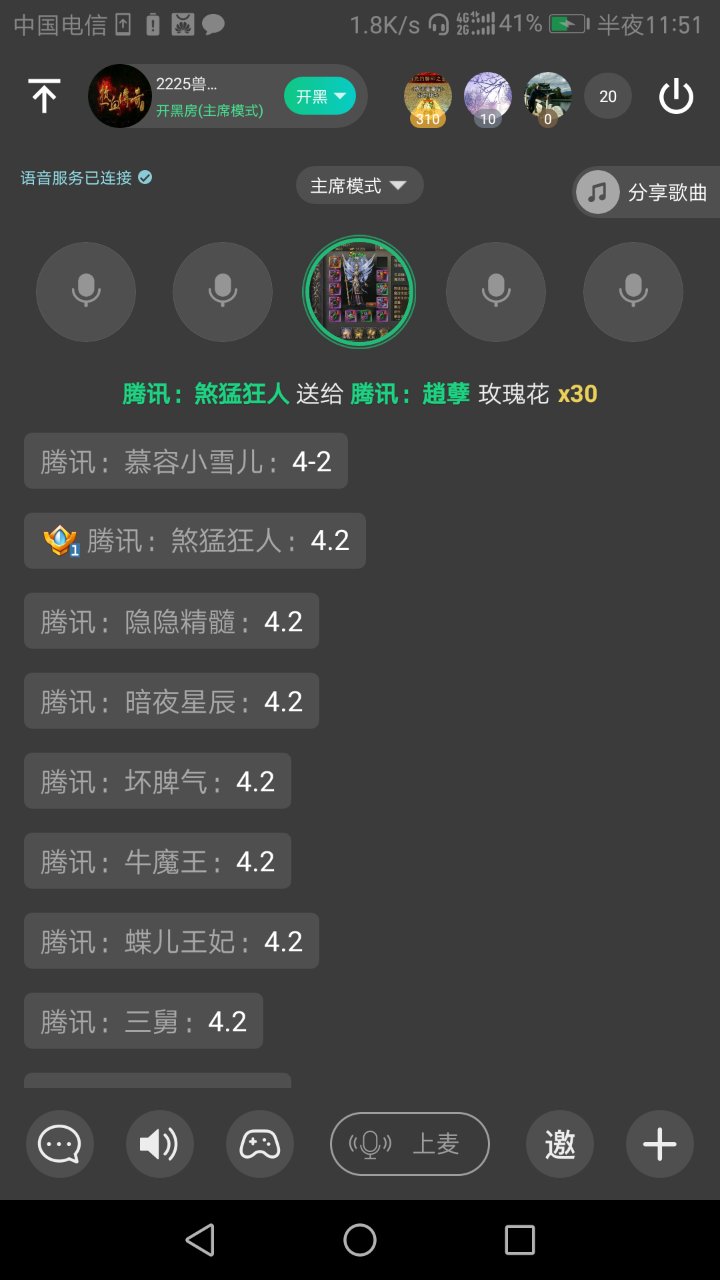 中国电信 1.8K/s 4G 2G 41% 半夜11:51
2225兽...
开黑房(主席模式)
开黑
310 10 0 20
语音服务已连接
主席模式
分享歌曲
腾讯：煞猛狂人 送给 腾讯：趙孽 玫瑰花 x30
腾讯：慕容小雪儿：4-2
1 腾讯：煞猛狂人：4.2
腾讯：隐隐精髓：4.2
腾讯：暗夜星辰：4.2
腾讯：坏脾气：4.2
腾讯：牛魔王：4.2
腾讯：蝶儿王妃：4.2
腾讯：三舅：4.2
上麦 邀